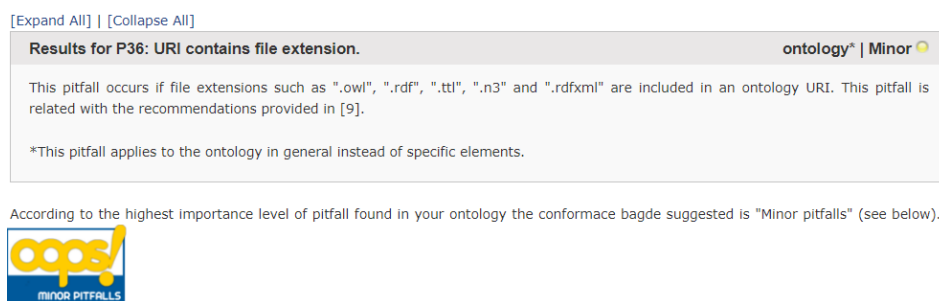 [Expand All] | [Collapse All]
Results for P36: URI contains file extension. ontology* | Minor
This pitfall occurs if file extensions such as ".owl", ".rdf", ".ttl", ".n3" and ".rdfxml" are included in an ontology URI. This pitfall is
related with the recommendations provided in [9].
*This pitfall applies to the ontology in general instead of specific elements.
According to the highest importance level of pitfall found in your ontology the conformace bagde suggested is "Minor pitfalls" (see below).
oops!
MINOR PITFALLS